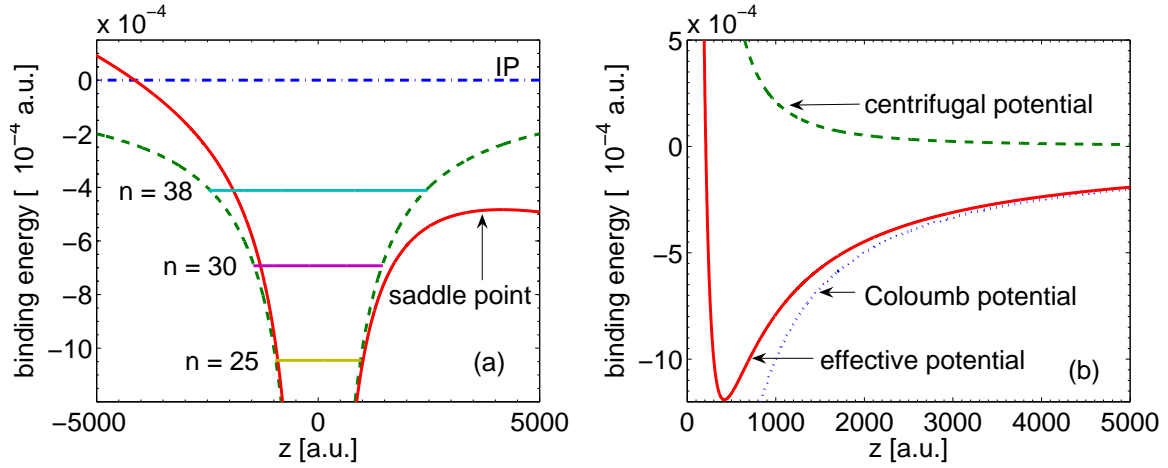 x 10⁻⁴
5000
0
−2
−4
−6
−8
−10
binding energy [ 10⁻⁴ a.u.]
IP
n = 38
n = 30
saddle point
n = 25
(a)
−5000 0 5000
z [a.u.]
x 10⁻⁴
5
0
−5
−10
binding energy [ 10⁻⁴ a.u.]
centrifugal potential
Coloumb potential
effective potential
(b)
0 1000 2000 3000 4000 5000
z [a.u.]